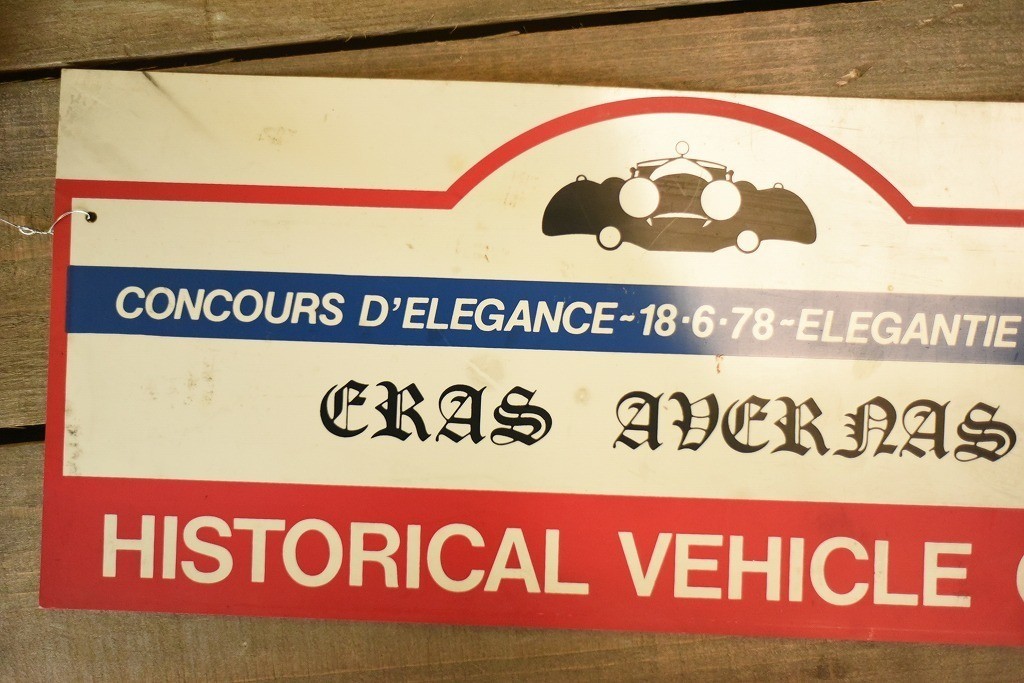 CONCOURS D'ELEGANCE~18·6·78~ELEGANTIE
ERAS AVERNAS
HISTORICAL VEHICLE